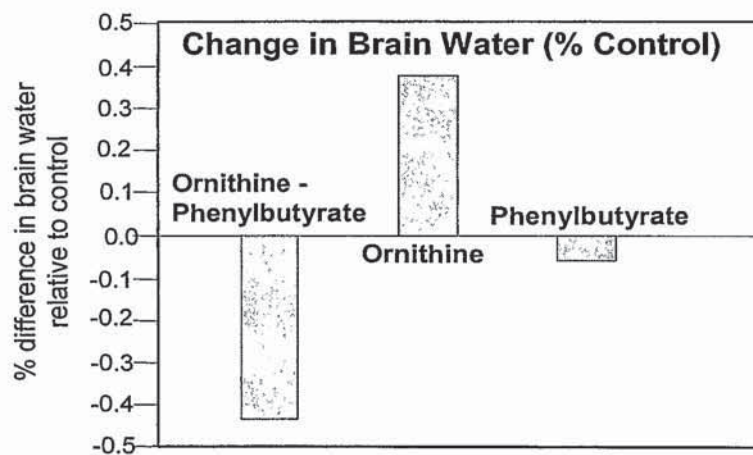 Change in Brain Water (% Control)
% difference in brain water
relative to control
0.5
0.4
0.3
0.2
0.1
0.0
-0.1
-0.2
-0.3
-0.4
-0.5
Ornithine -
Phenylbutyrate
Ornithine
Phenylbutyrate